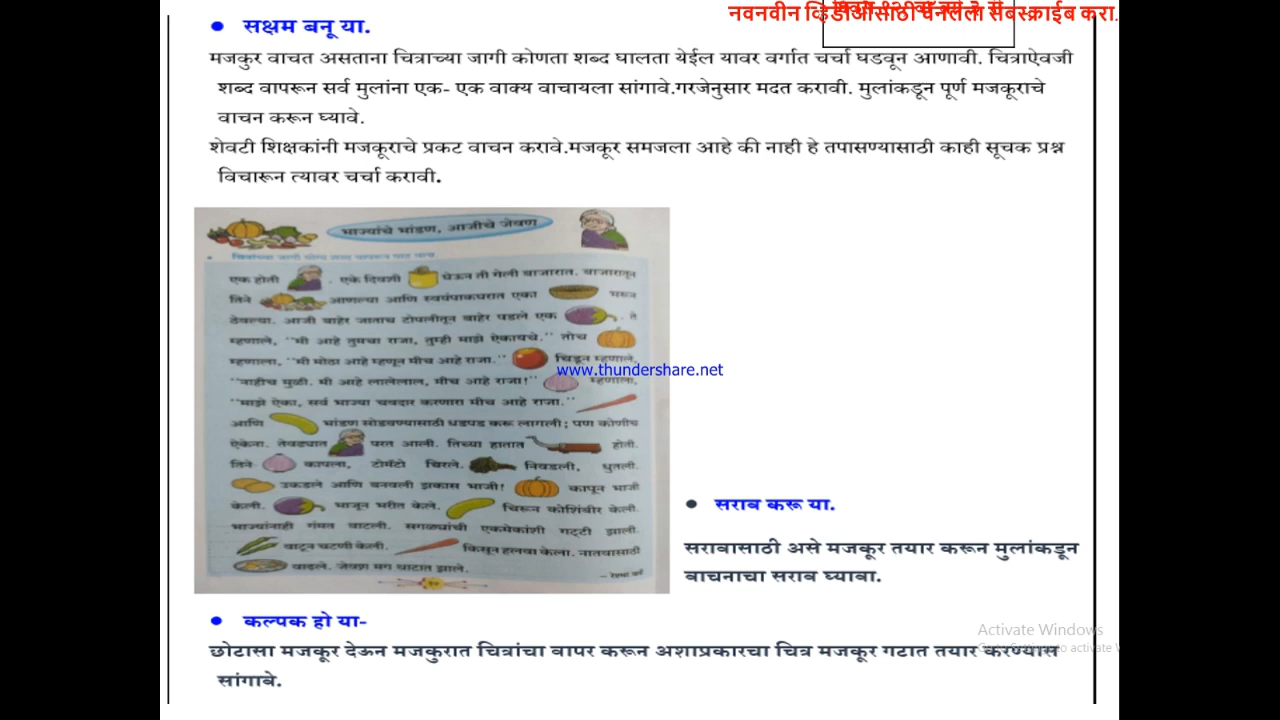 नवनवीन व्हिडीओसाठी चॅनेलला सबस्क्राईब करा.
● सक्षम बनू या.
मजकुर वाचत असताना चित्राच्या जागी कोणता शब्द घालता येईल यावर वर्गात चर्चा घडवून आणावी. चित्राऐवजी
शब्द वापरून सर्व मुलांना एक- एक वाक्य वाचायला सांगावे.गरजेनुसार मदत करावी. मुलांकडून पूर्ण मजकूराचे
वाचन करून घ्यावे.
शेवटी शिक्षकांनी मजकूराचे प्रकट वाचन करावे.मजकूर समजला आहे की नाही हे तपासण्यासाठी काही सूचक प्रश्न
विचारून त्यावर चर्चा करावी.
भाज्यांचे भांडण, आजीचे जेवण
एक होती . एके दिवशी घेऊन ती गेली बाजारात. बाजारातून
तिने आणल्या आणि स्वयंपाकघरात एका भरून
ठेवल्या. आजी बाहेर जाताच टोपलीतून बाहेर पडले एक . ते
म्हणाले, "मी आहे तुमचा राजा, तुम्ही माझे ऐकायचे." तोच
म्हणाला, "मी मोठा आहे म्हणून मीच आहे राजा." चिडून म्हणाले,
www.thundershare.net
"नाहीच मुळी. मी आहे लालेलाल, मीच आहे राजा!" म्हणाला,
"माझे ऐका, सर्व भाज्या चवदार करणारा मीच आहे राजा."
आणि भांडण सोडवण्यासाठी धडपड करू लागली; पण कोणीच
ऐकेना. तेवढ्यात परत आली. तिच्या हातात होती.
तिने कापला, टोमॅटो चिरले. निवडली, धुतली.
उकडले आणि बनवली झकास भाजी! कापून भाजी
केली. भाजून भरीत केले. चिरून कोशिंबीर केली.
भाज्यांनाही गंमत वाटली. सगळ्यांची एकमेकांशी गट्टी झाली.
वाटून चटणी केली. किसून हलवा केला. नातवासाठी
वाढले. जेवण मग थाटात झाले.
● सराव करू या.
सरावासाठी असे मजकूर तयार करून मुलांकडून
वाचनाचा सराव घ्यावा.
● कल्पक हो या-
छोटासा मजकूर देऊन मजकुरात चित्रांचा वापर करून अशाप्रकारचा चित्र मजकूर गटात तयार करण्यास
सांगावे.
Activate Windows
to activate